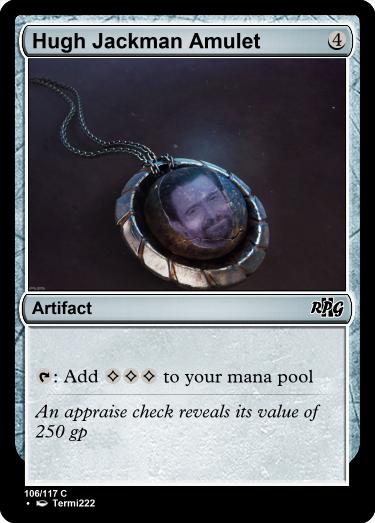 Hugh Jackman Amulet 4
Artifact RPG
: Add to your mana pool
An appraise check reveals its value of
250 gp
106/117 C
• Termi222